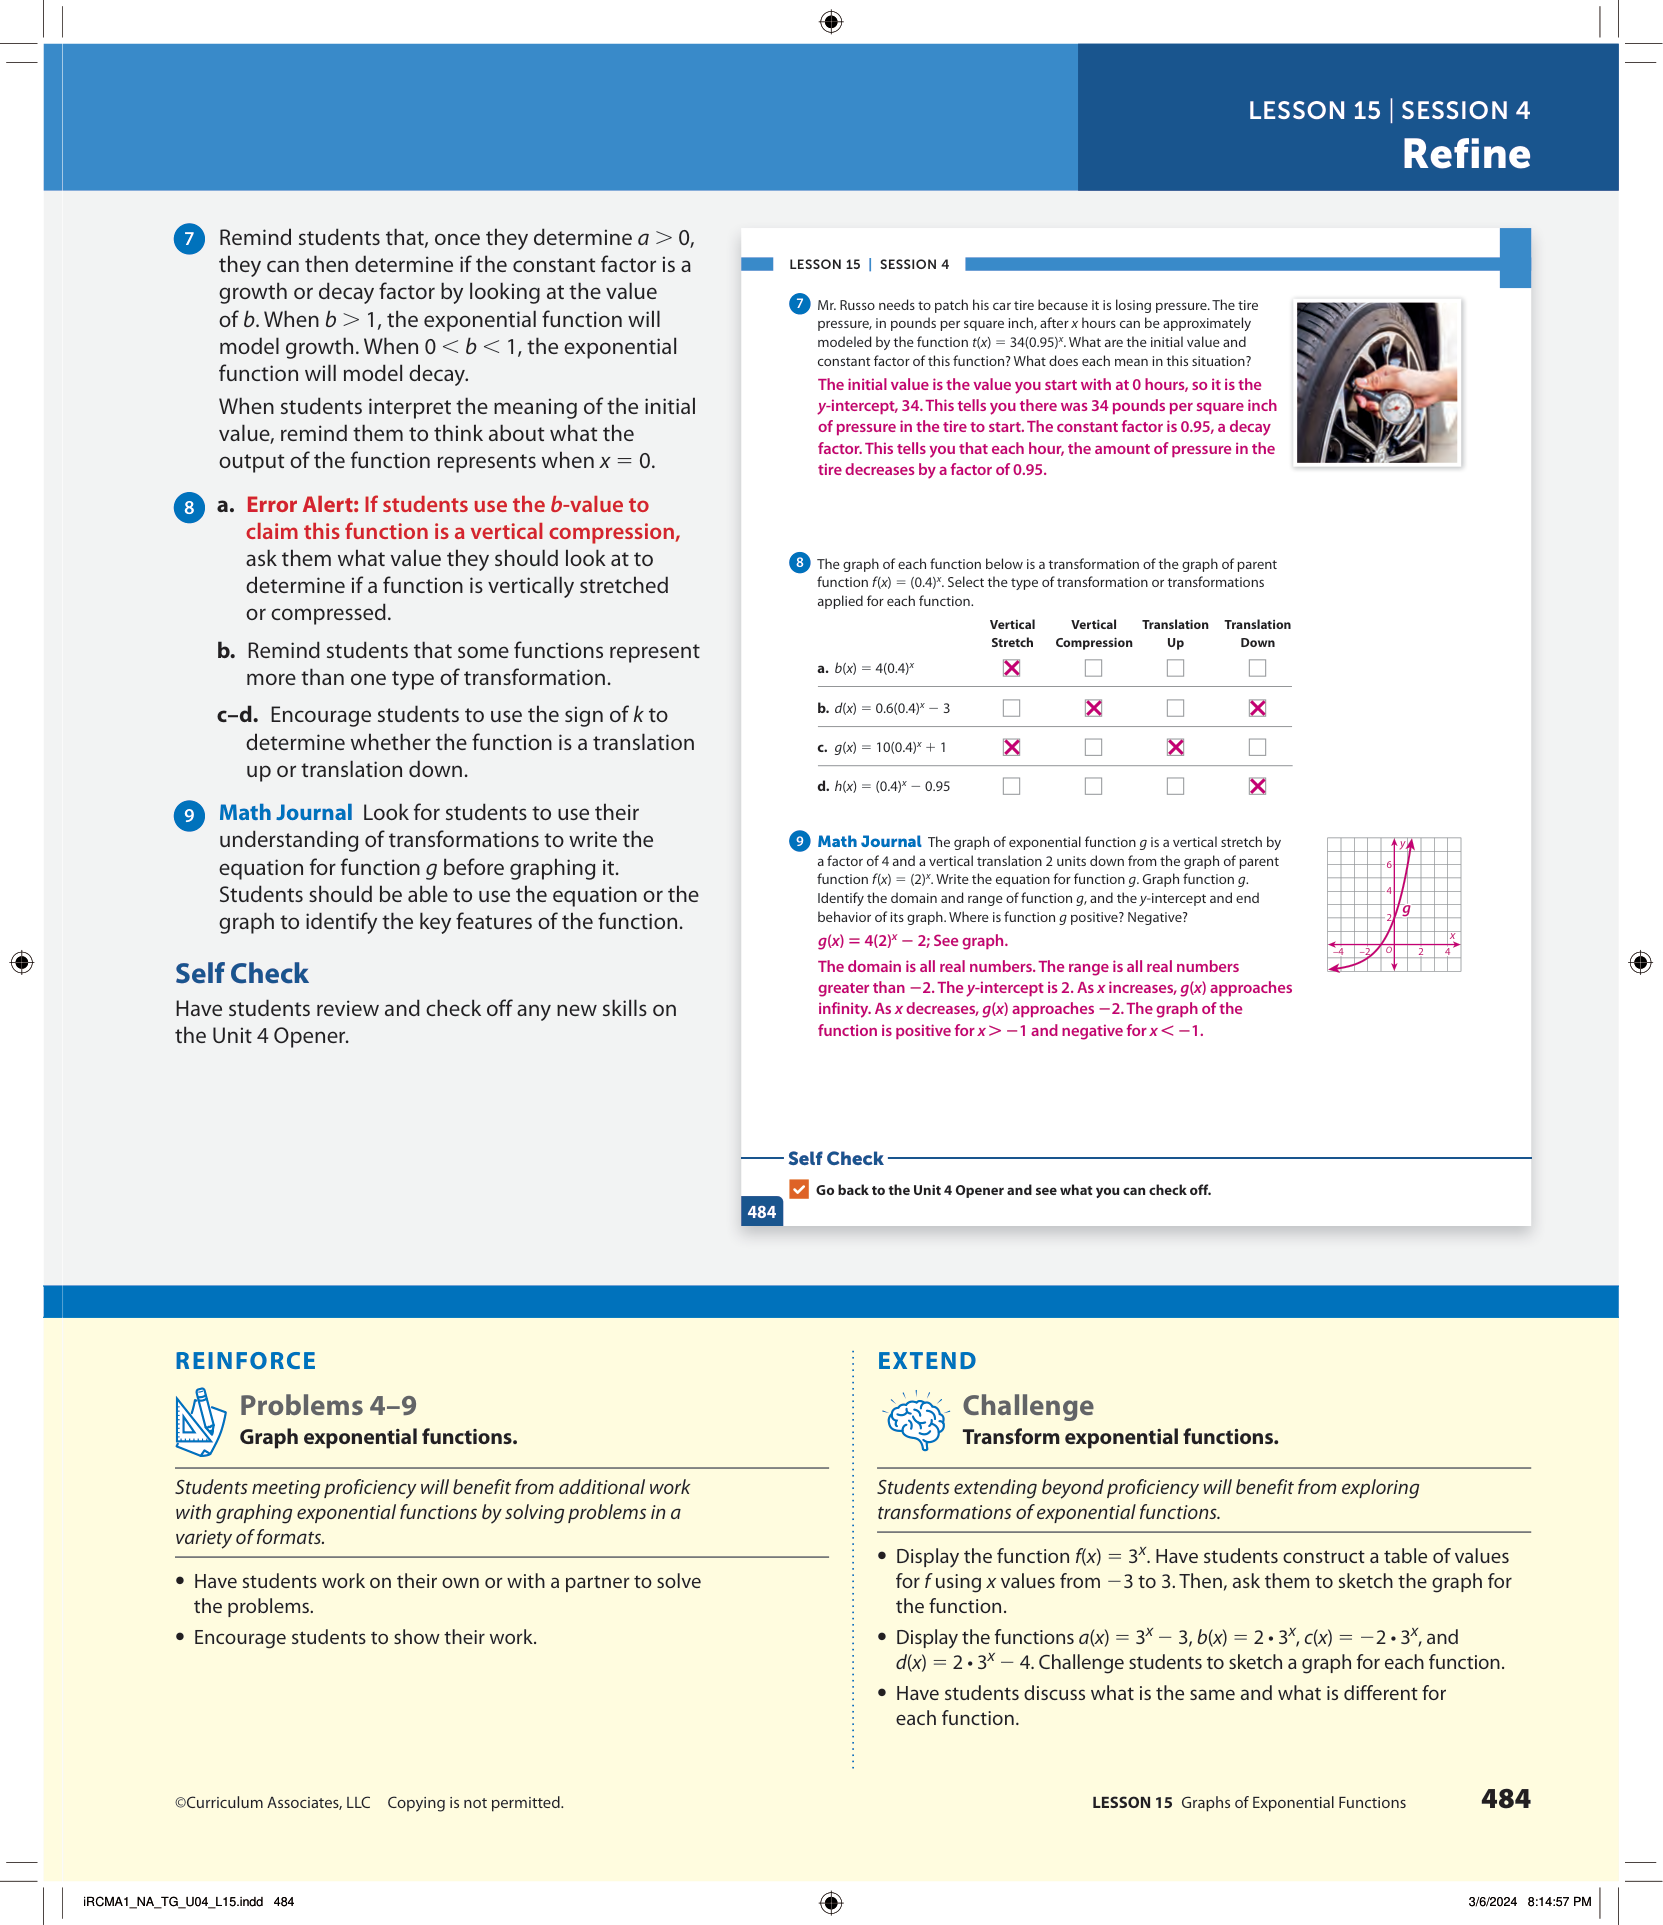 LESSON 15 | SESSION 4
Refine
7 Remind students that, once they determine a > 0,
they can then determine if the constant factor is a
growth or decay factor by looking at the value
of b. When b > 1, the exponential function will
model growth. When 0 < b < 1, the exponential
function will model decay.
When students interpret the meaning of the initial
value, remind them to think about what the
output of the function represents when x = 0.
8 a. Error Alert: If students use the b-value to
claim this function is a vertical compression,
ask them what value they should look at to
determine if a function is vertically stretched
or compressed.
b. Remind students that some functions represent
more than one type of transformation.
c–d. Encourage students to use the sign of k to
determine whether the function is a translation
up or translation down.
9 Math Journal Look for students to use their
understanding of transformations to write the
equation for function g before graphing it.
Students should be able to use the equation or the
graph to identify the key features of the function.
Self Check
Have students review and check off any new skills on
the Unit 4 Opener.
LESSON 15 | SESSION 4
7 Mr. Russo needs to patch his car tire because it is losing pressure. The tire
pressure, in pounds per square inch, after x hours can be approximately
modeled by the function t(x) = 34(0.95)ˣ. What are the initial value and
constant factor of this function? What does each mean in this situation?
The initial value is the value you start with at 0 hours, so it is the
y-intercept, 34. This tells you there was 34 pounds per square inch
of pressure in the tire to start. The constant factor is 0.95, a decay
factor. This tells you that each hour, the amount of pressure in the
tire decreases by a factor of 0.95.
8 The graph of each function below is a transformation of the graph of parent
function f(x) = (0.4)ˣ. Select the type of transformation or transformations
applied for each function.
Vertical Vertical Translation Translation
Stretch Compression Up Down
a. b(x) = 4(0.4)ˣ
b. d(x) = 0.6(0.4)ˣ − 3
c. g(x) = 10(0.4)ˣ + 1
d. h(x) = (0.4)ˣ − 0.95
9 Math Journal The graph of exponential function g is a vertical stretch by
a factor of 4 and a vertical translation 2 units down from the graph of parent
function f(x) = (2)ˣ. Write the equation for function g. Graph function g.
Identify the domain and range of function g, and the y-intercept and end
behavior of its graph. Where is function g positive? Negative?
g(x) = 4(2)ˣ − 2; See graph.
The domain is all real numbers. The range is all real numbers
greater than −2. The y-intercept is 2. As x increases, g(x) approaches
infinity. As x decreases, g(x) approaches −2. The graph of the
function is positive for x > −1 and negative for x < −1.
y
6
4
2
g
x
−4 −2 O 2 4
Self Check
Go back to the Unit 4 Opener and see what you can check off.
484
REINFORCE
Problems 4–9
Graph exponential functions.
Students meeting proficiency will benefit from additional work
with graphing exponential functions by solving problems in a
variety of formats.
• Have students work on their own or with a partner to solve
the problems.
• Encourage students to show their work.
EXTEND
Challenge
Transform exponential functions.
Students extending beyond proficiency will benefit from exploring
transformations of exponential functions.
• Display the function f(x) = 3ˣ. Have students construct a table of values
for f using x values from −3 to 3. Then, ask them to sketch the graph for
the function.
• Display the functions a(x) = 3ˣ − 3, b(x) = 2 • 3ˣ, c(x) = −2 • 3ˣ, and
d(x) = 2 • 3ˣ − 4. Challenge students to sketch a graph for each function.
• Have students discuss what is the same and what is different for
each function.
©Curriculum Associates, LLC Copying is not permitted.
LESSON 15 Graphs of Exponential Functions 484
iRCMA1_NA_TG_U04_L15.indd 484
3/6/2024 8:14:57 PM